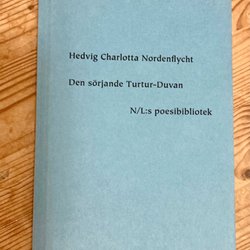 Hedvig Charlotta Nordenflycht
Den sörjande Turtur-Duvan
N/L:s poesibibliotek